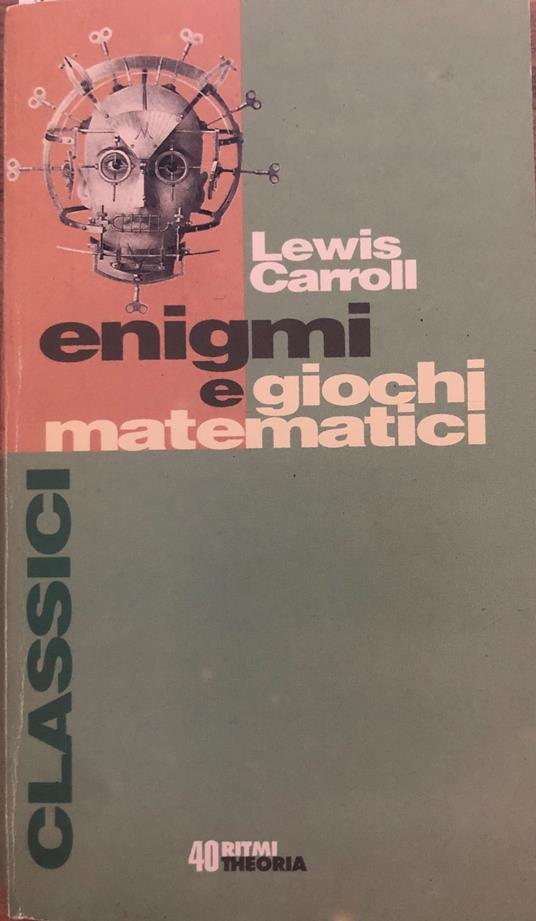 Lewis
Carroll
enigmi
e giochi
matematici
CLASSICI
40 RITMI
THEORIA